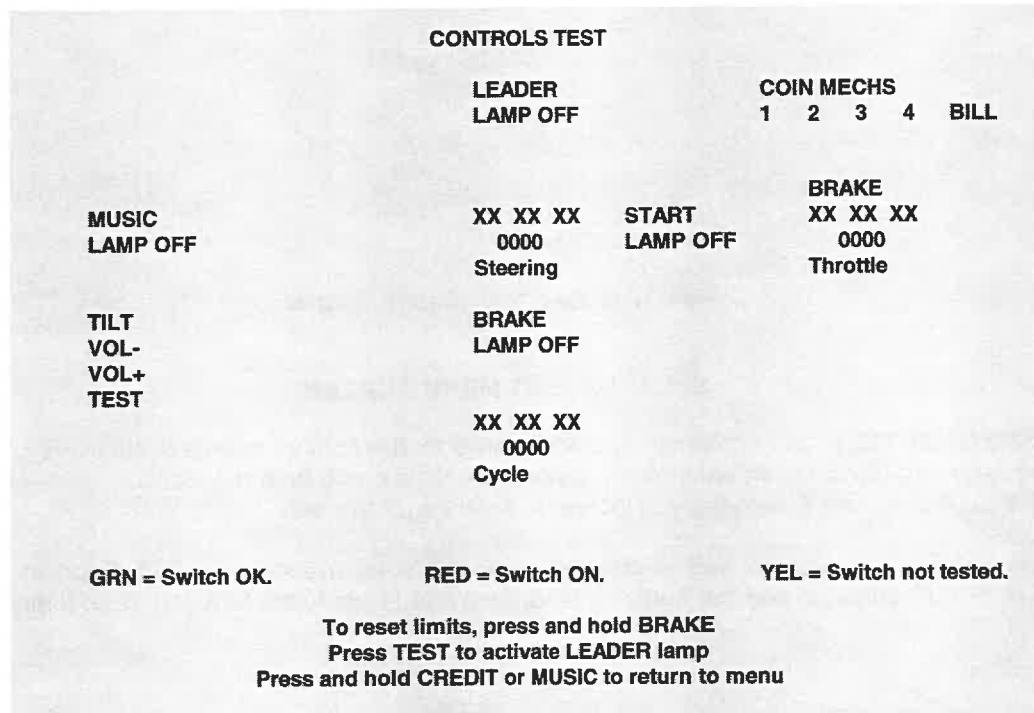 CONTROLS TEST
LEADER
LAMP OFF
COIN MECHS
1 2 3 4 BILL
MUSIC
LAMP OFF
XX XX XX
0000
Steering
START
LAMP OFF
BRAKE
XX XX XX
0000
Throttle
TILT
VOL-
VOL+
TEST
BRAKE
LAMP OFF
XX XX XX
0000
Cycle
GRN = Switch OK.
RED = Switch ON.
YEL = Switch not tested.
To reset limits, press and hold BRAKE
Press TEST to activate LEADER lamp
Press and hold CREDIT or MUSIC to return to menu